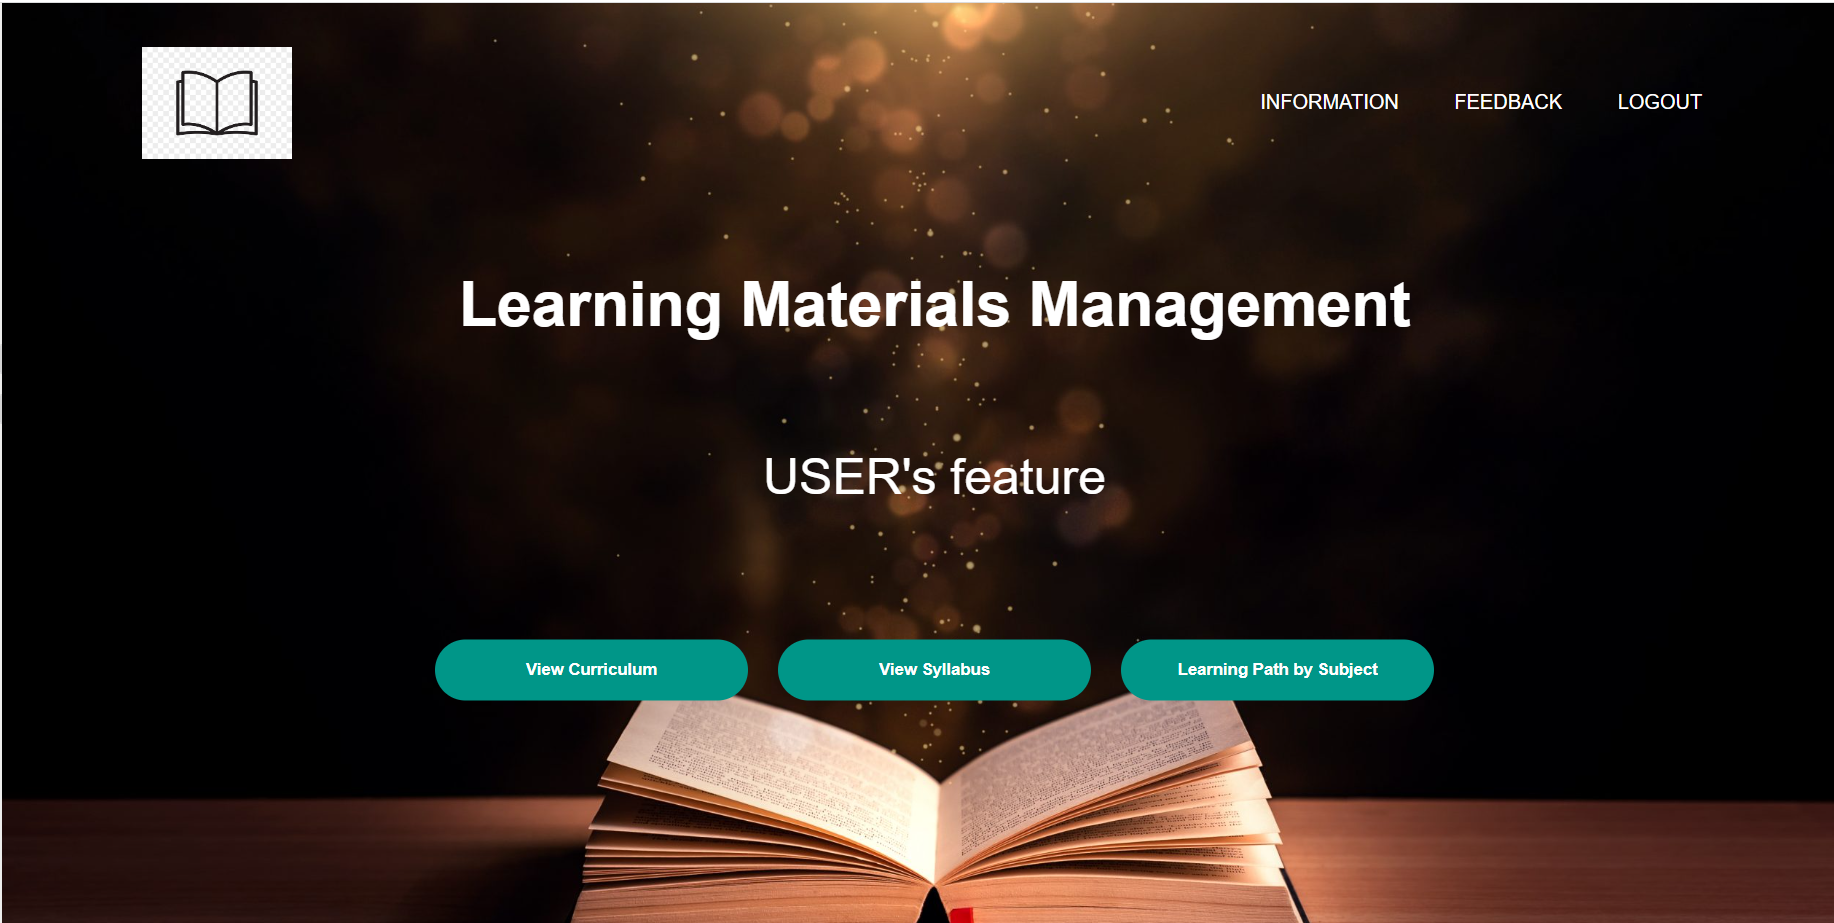 INFORMATION FEEDBACK LOGOUT
Learning Materials Management
USER's feature
View Curriculum View Syllabus Learning Path by Subject